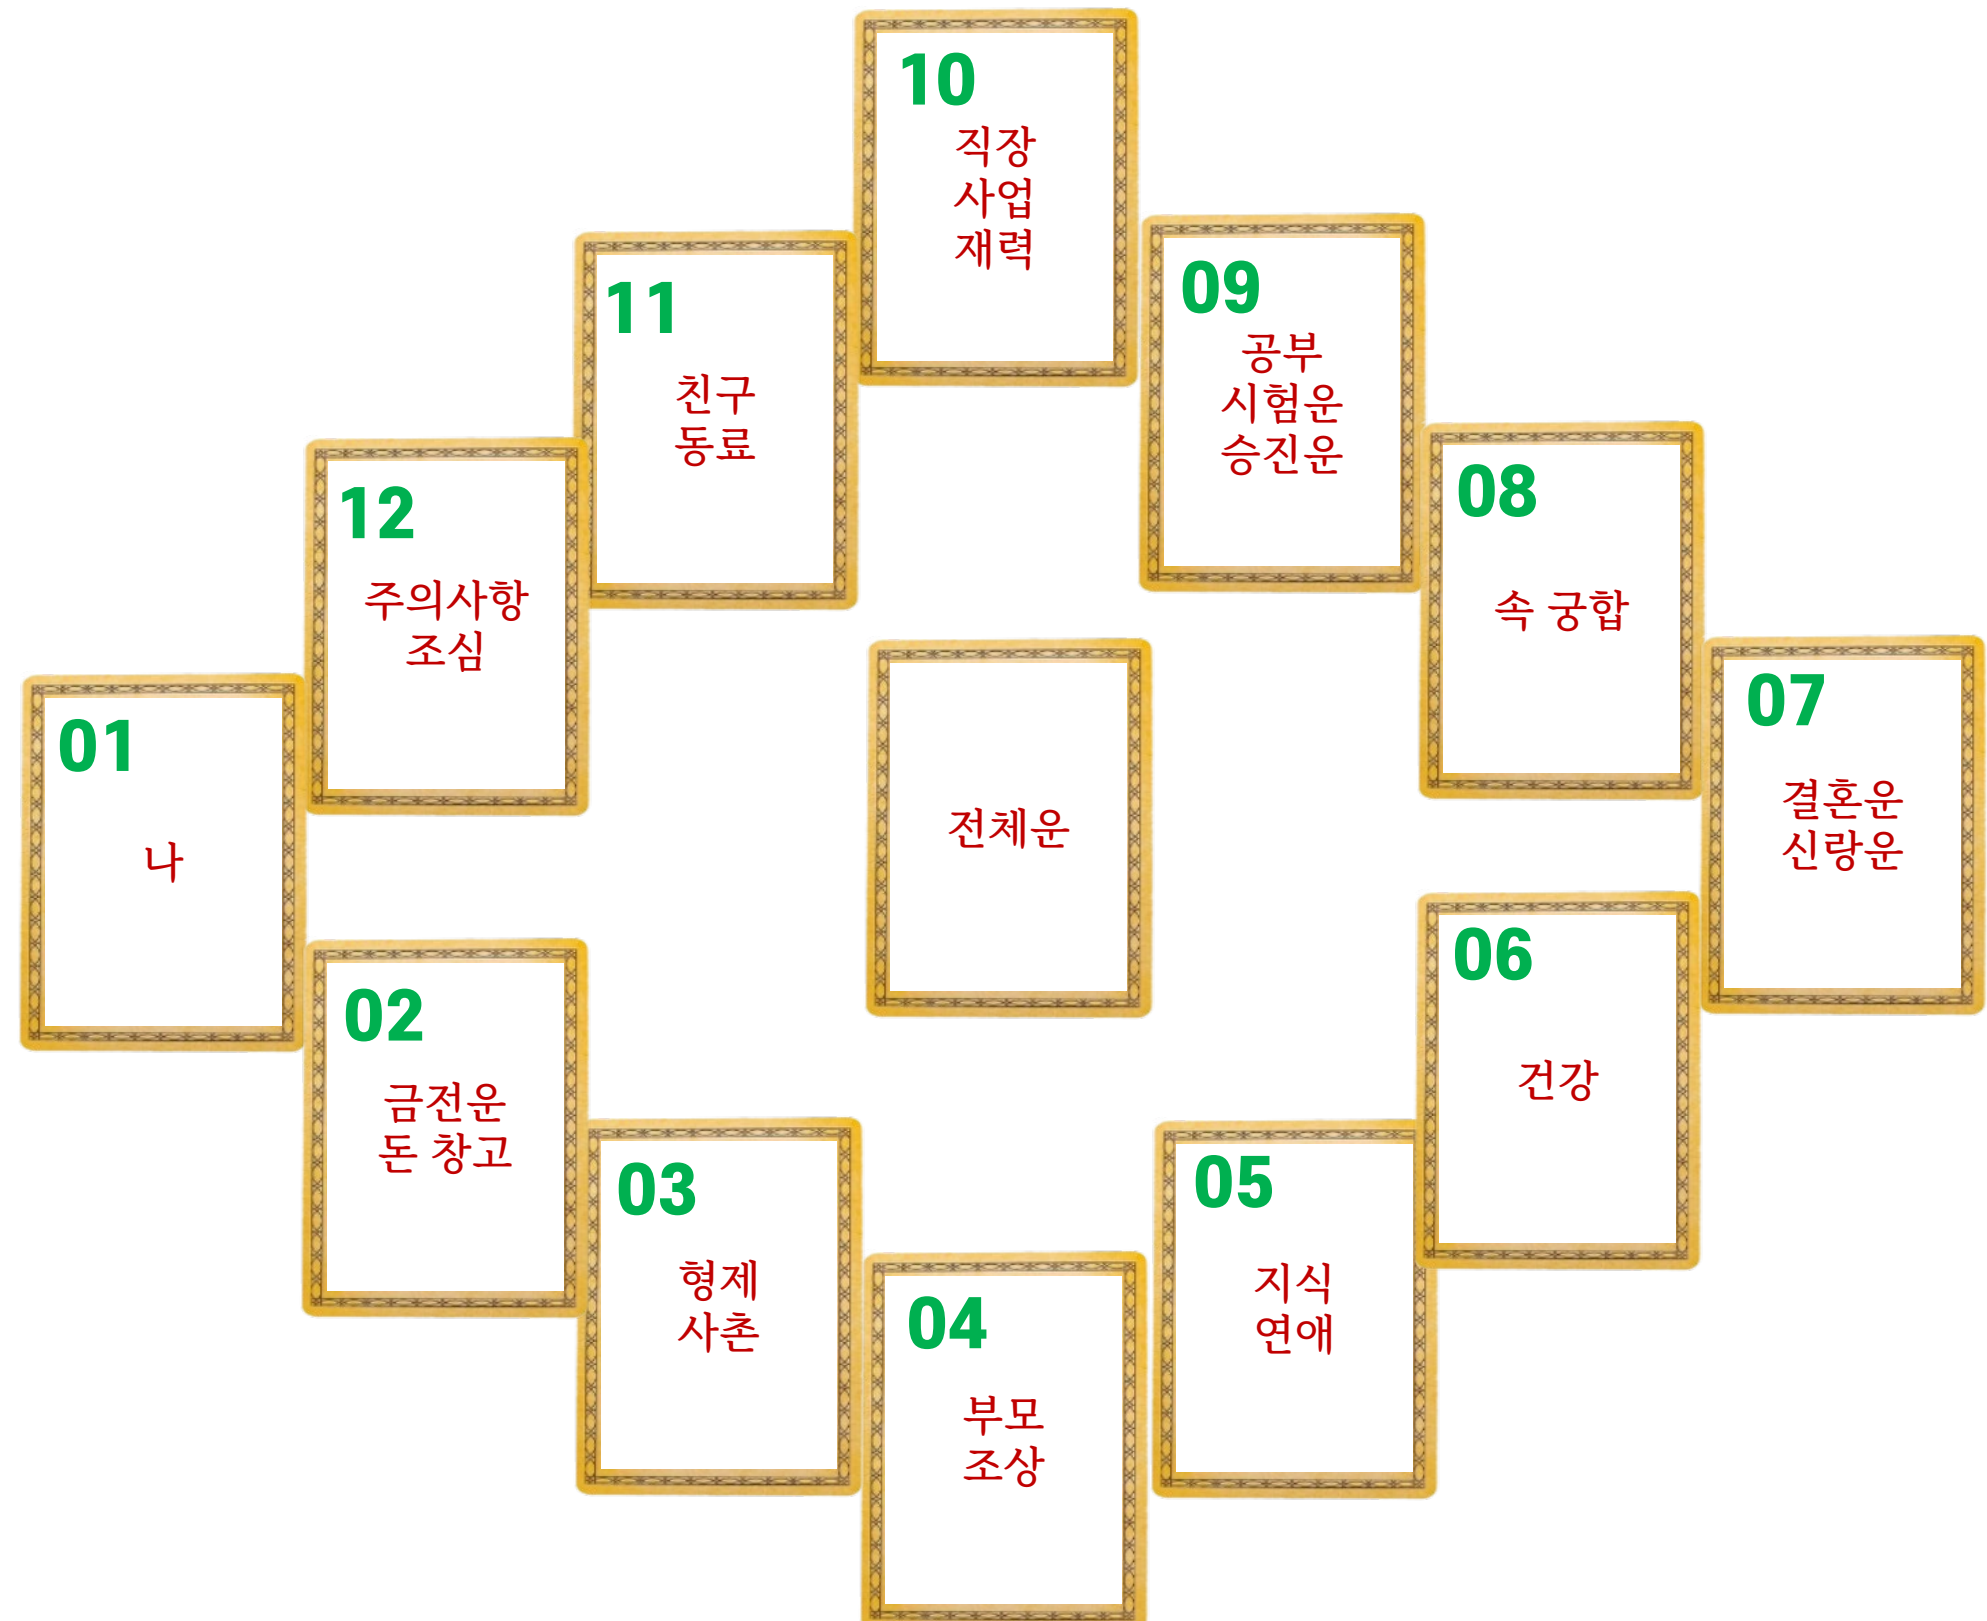 10
직장
사업
재력
11
친구
동료
09
공부
시험운
승진운
12
주의사항
조심
08
속 궁합
01
나
전체운
07
결혼운
신랑운
02
금전운
돈 창고
06
건강
03
형제
사촌
05
지식
연애
04
부모
조상